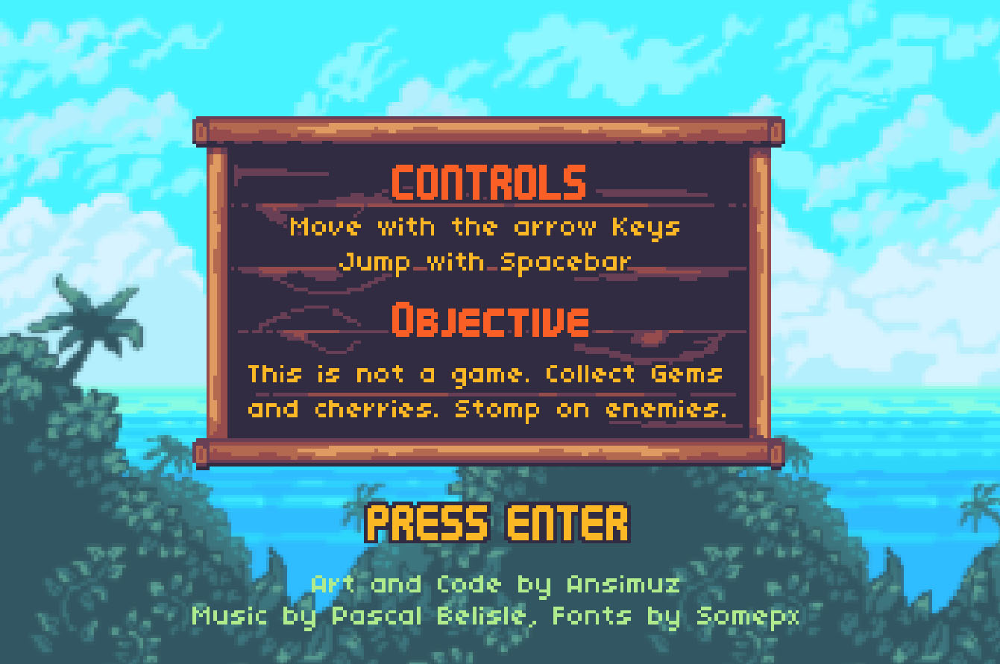 CONTROLS
Move with the arrow Keys
Jump with Spacebar
OBJECTIVE
This is not a game. Collect Gems
and cherries. Stomp on enemies.
PRESS ENTER
Art and Code by Ansimuz
Music by Pascal Belisle, Fonts by Somepx